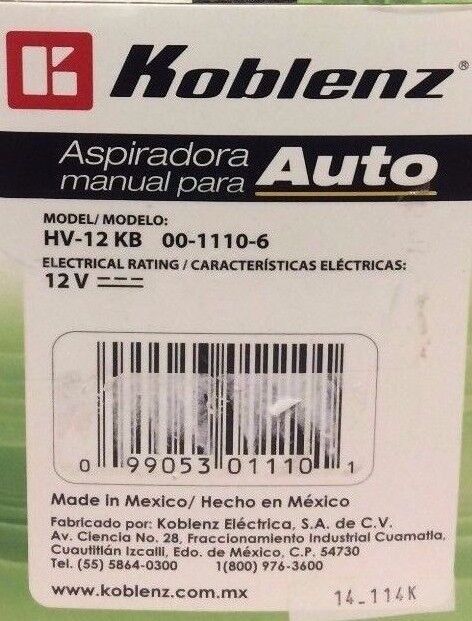 K Koblenz®
Aspiradora
manual para Auto
MODEL/ MODELO:
HV-12 KB 00-1110-6
ELECTRICAL RATING / CARACTERÍSTICAS ELÉCTRICAS:
12 V
0 99053 01110 1
Made in Mexico/ Hecho en México
Fabricado por: Koblenz Eléctrica, S.A. de C.V.
Av. Ciencia No. 28, Fraccionamiento Industrial Cuamatla,
Cuautitlán Izcalli, Edo. de México, C.P. 54730
Tel. (55) 5864-0300 1(800) 976-3600
www.koblenz.com.mx
14-114K